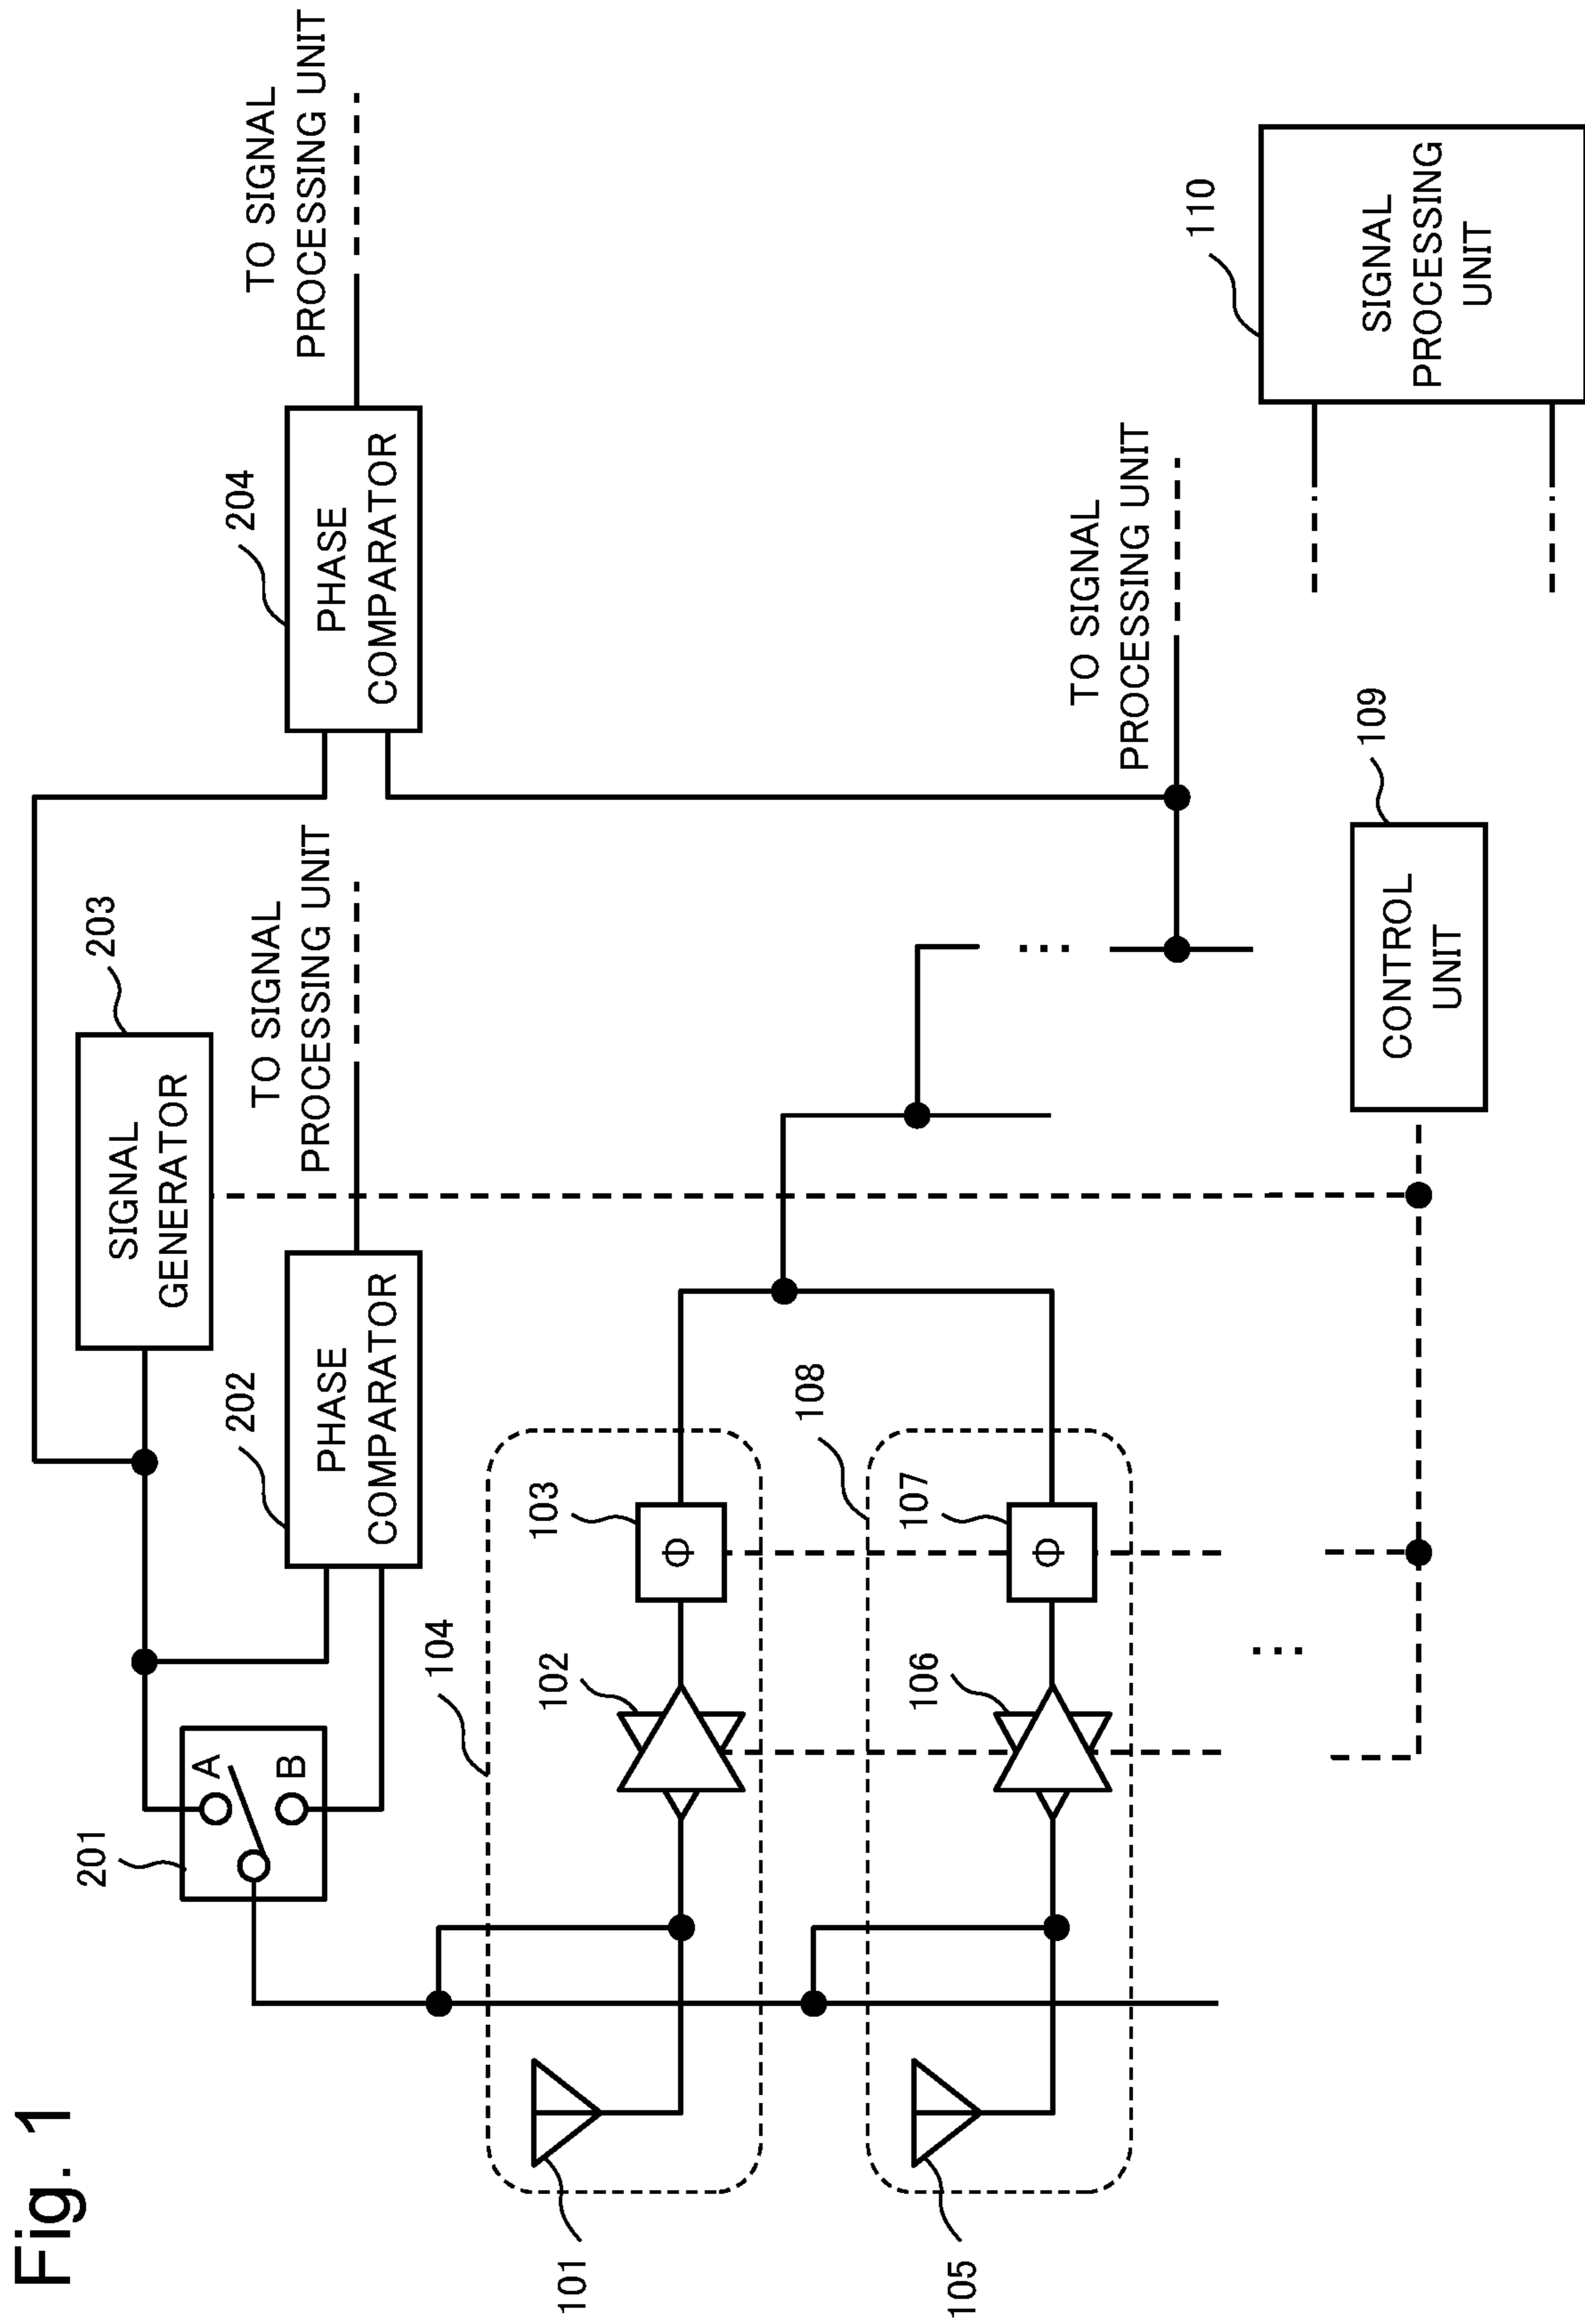 Fig. 1
201
A
B
203
SIGNAL
GENERATOR
202
PHASE
COMPARATOR
TO SIGNAL
PROCESSING UNIT
204
PHASE
COMPARATOR
TO SIGNAL
PROCESSING UNIT
104
101
102
103
Φ
108
105
106
107
Φ
...
...
TO SIGNAL
PROCESSING UNIT
109
CONTROL
UNIT
110
SIGNAL
PROCESSING
UNIT